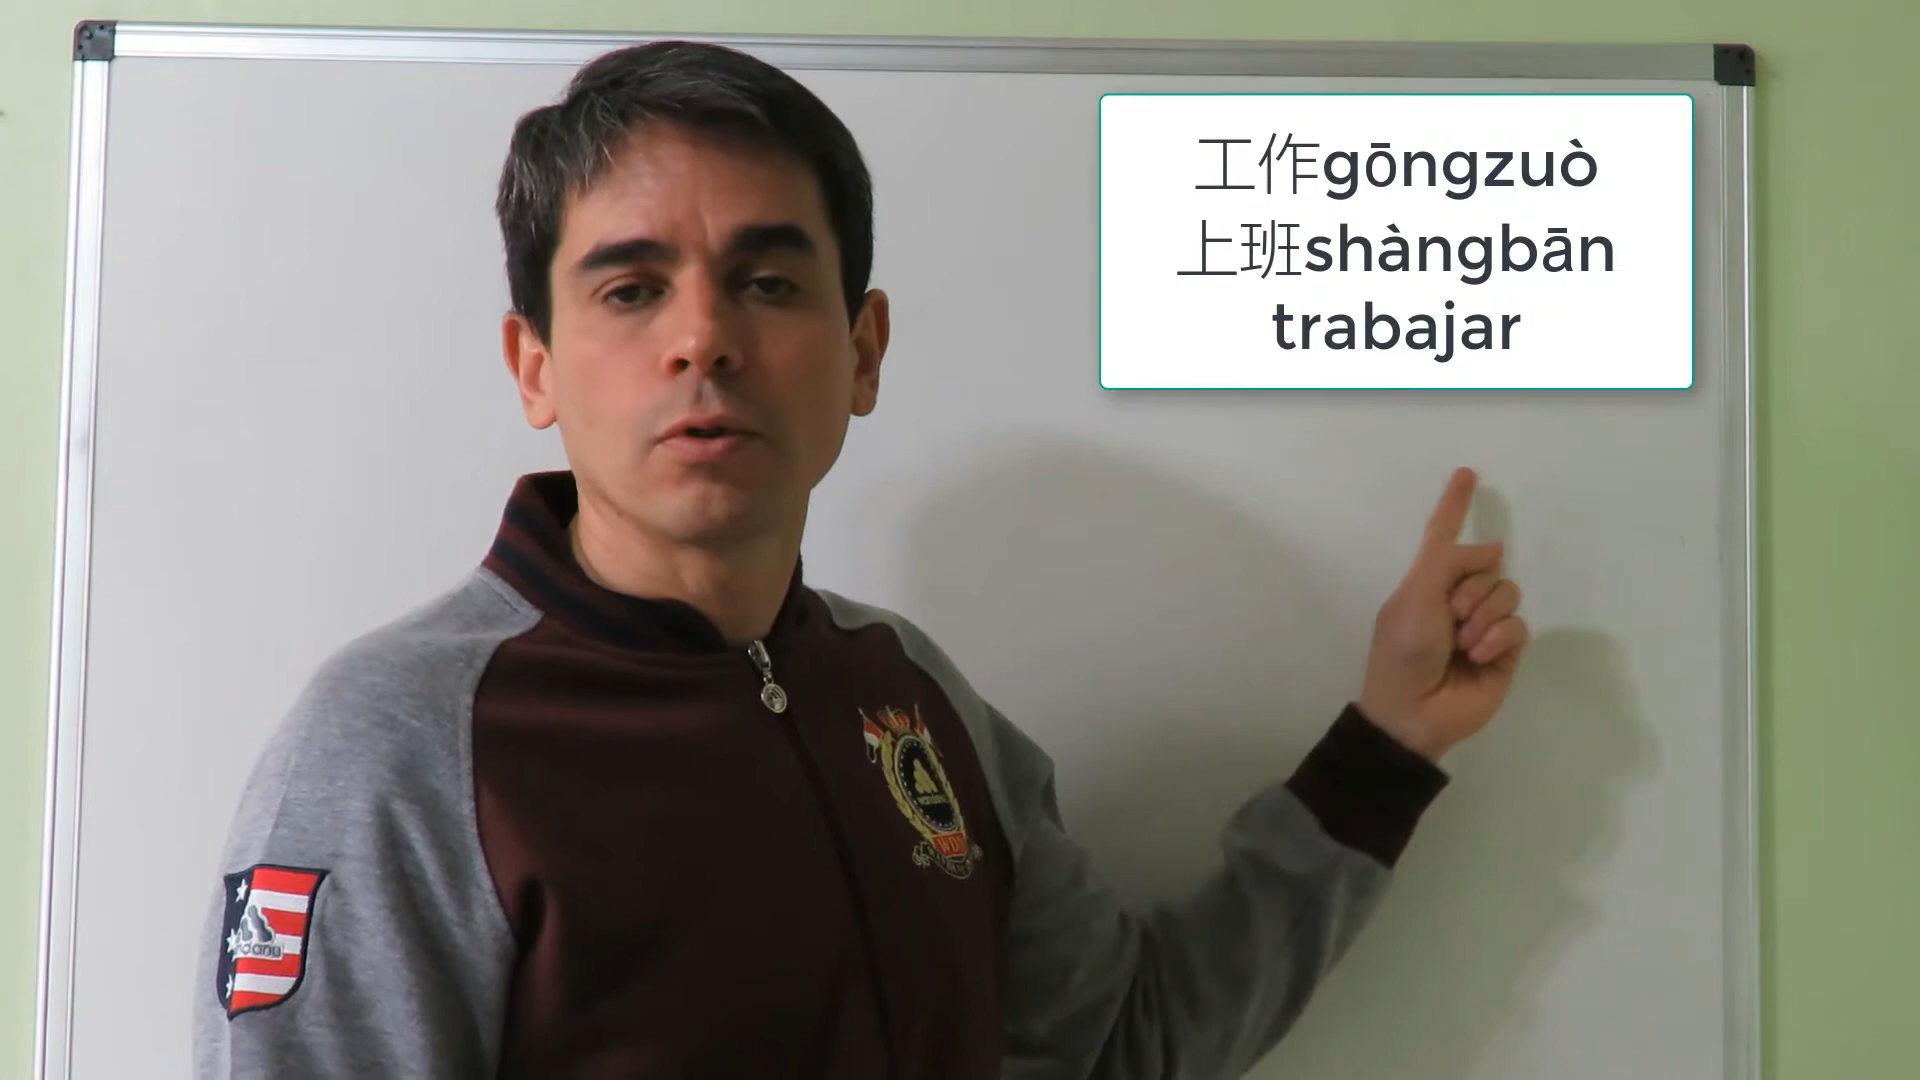 工作gōngzuò
上班shàngbān
trabajar